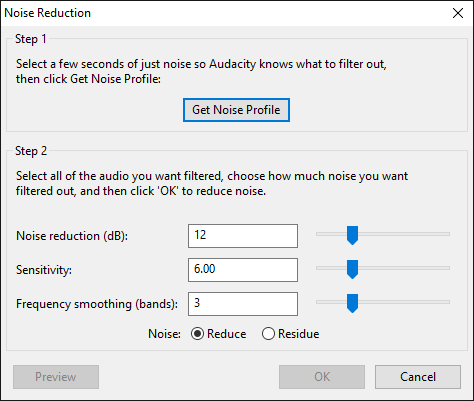 Noise Reduction
Step 1
Select a few seconds of just noise so Audacity knows what to filter out,
then click Get Noise Profile:
Get Noise Profile
Step 2
Select all of the audio you want filtered, choose how much noise you want
filtered out, and then click 'OK' to reduce noise.
Noise reduction (dB): 12
Sensitivity: 6.00
Frequency smoothing (bands): 3
Noise: Reduce Residue
Preview OK Cancel